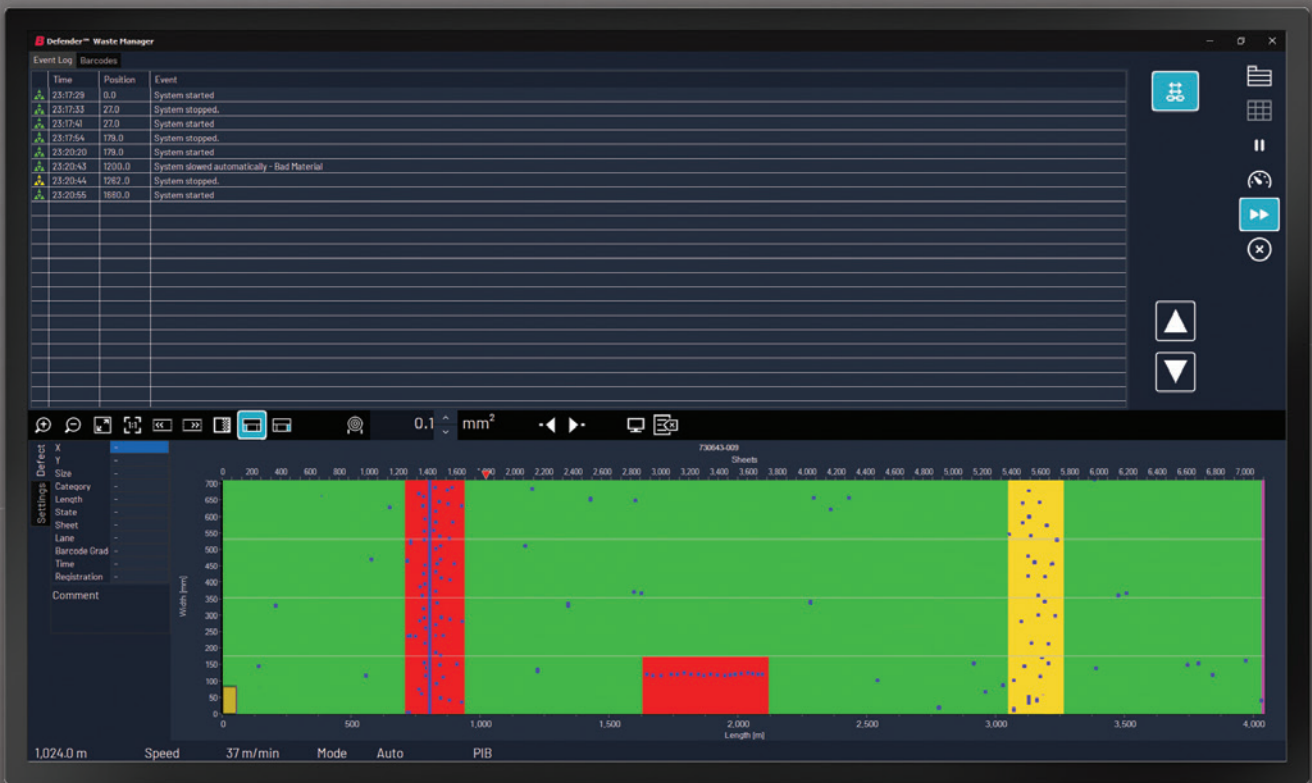 B Defender™ Waste Manager
Event Log Barcodes
Time Position Event
23:17:29 0.0 System started
23:17:33 27.0 System stopped.
23:17:41 27.0 System started
23:17:54 179.0 System stopped.
23:20:20 179.0 System started
23:20:43 1200.0 System slowed automatically - Bad Material
23:20:44 1262.0 System stopped.
23:20:55 1660.0 System started
1:1
0.1 mm²
Defect
Settings
X -
Y -
Size -
Category -
Length -
State -
Sheet -
Lane -
Barcode Grad -
Time -
Registration -
Comment
730643-009
Sheets
0 200 400 600 800 1,000 1,200 1,400 1,600 2,000 2,200 2,400 2,600 2,800 3,000 3,200 3,400 3,600 3,800 4,000 4,200 4,400 4,600 4,800 5,000 5,200 5,400 5,600 5,800 6,000 6,200 6,400 6,600 6,800 7,000
Width [mm]
700
600
550
500
450
400
350
300
250
200
150
100
50
0
0 500 1,000 1,500 2,000 2,500 3,000 3,500 4,000
Length [m]
1,024.0 m Speed 37 m/min Mode Auto PIB